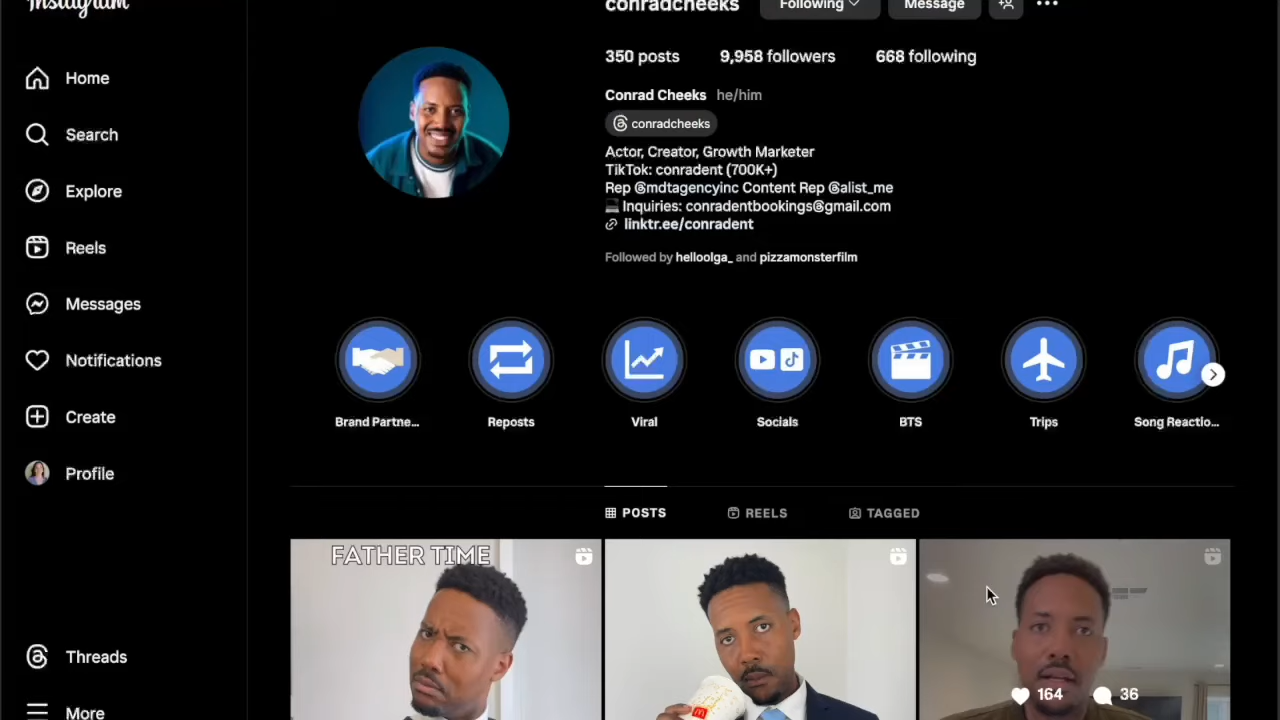 Instagram
conradcheeks Following Message
Home
350 posts 9,958 followers 668 following
Conrad Cheeks he/him
conradcheeks
Search
Actor, Creator, Growth Marketer
TikTok: conradent (700K+)
Rep @mdtagencyinc Content Rep @alist_me
Explore
Inquiries: conradentbookings@gmail.com
linktr.ee/conradent
Reels
Followed by helloolga_ and pizzamonsterfilm
Messages
Notifications
Create
Brand Partne... Reposts Viral Socials BTS Trips Song Reactio...
Profile
POSTS REELS TAGGED
FATHER TIME
Threads
164 36
More